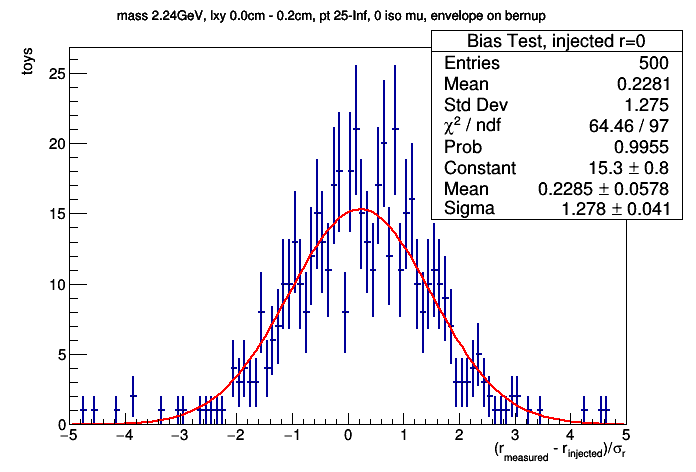 mass 2.24GeV, lxy 0.0cm - 0.2cm, pt 25-Inf, 0 iso mu, envelope on bernup
toys
Bias Test, injected r=0
Entries 500
Mean 0.2281
Std Dev 1.275
χ² / ndf 64.46 / 97
Prob 0.9955
Constant 15.3 ± 0.8
Mean 0.2285 ± 0.0578
Sigma 1.278 ± 0.041
25
20
15
10
5
0
−5 −4 −3 −2 −1 0 1 2 3 4 5
(r_measured - r_injected)/σ_r